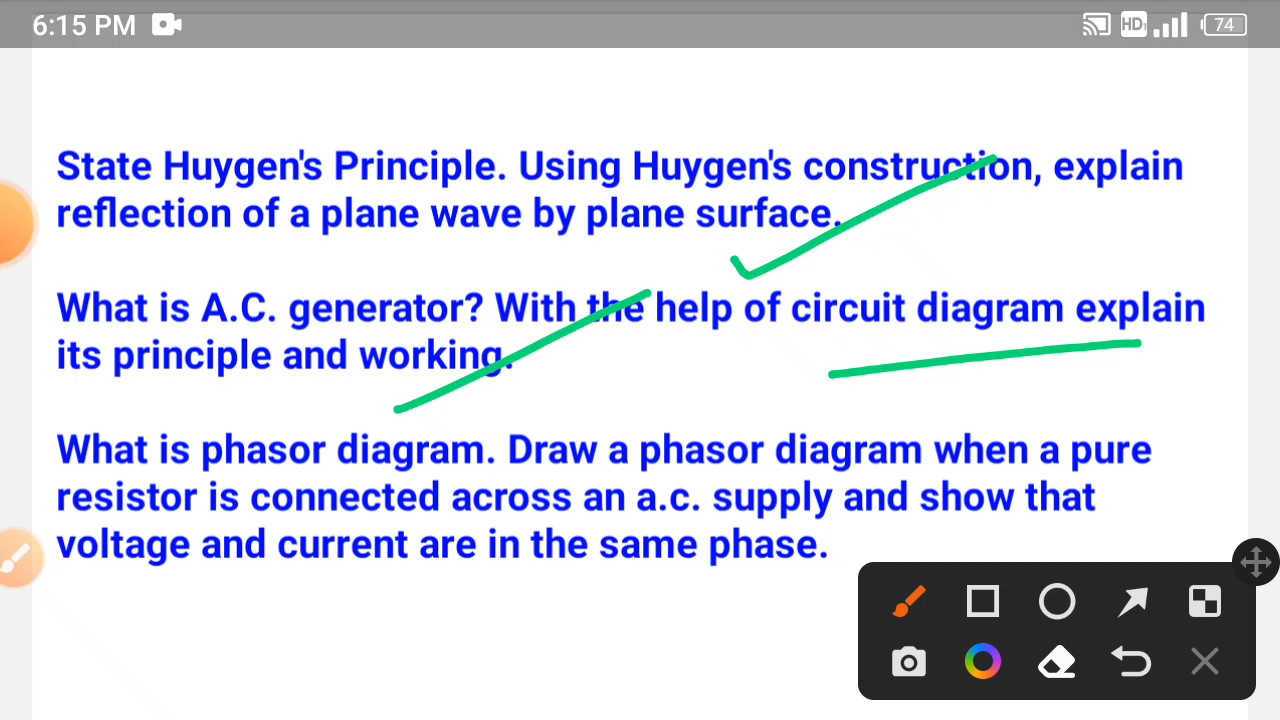 6:15 PM
HD
74
State Huygen's Principle. Using Huygen's construction, explain
reflection of a plane wave by plane surface.
What is A.C. generator? With the help of circuit diagram explain
its principle and working.
What is phasor diagram. Draw a phasor diagram when a pure
resistor is connected across an a.c. supply and show that
voltage and current are in the same phase.